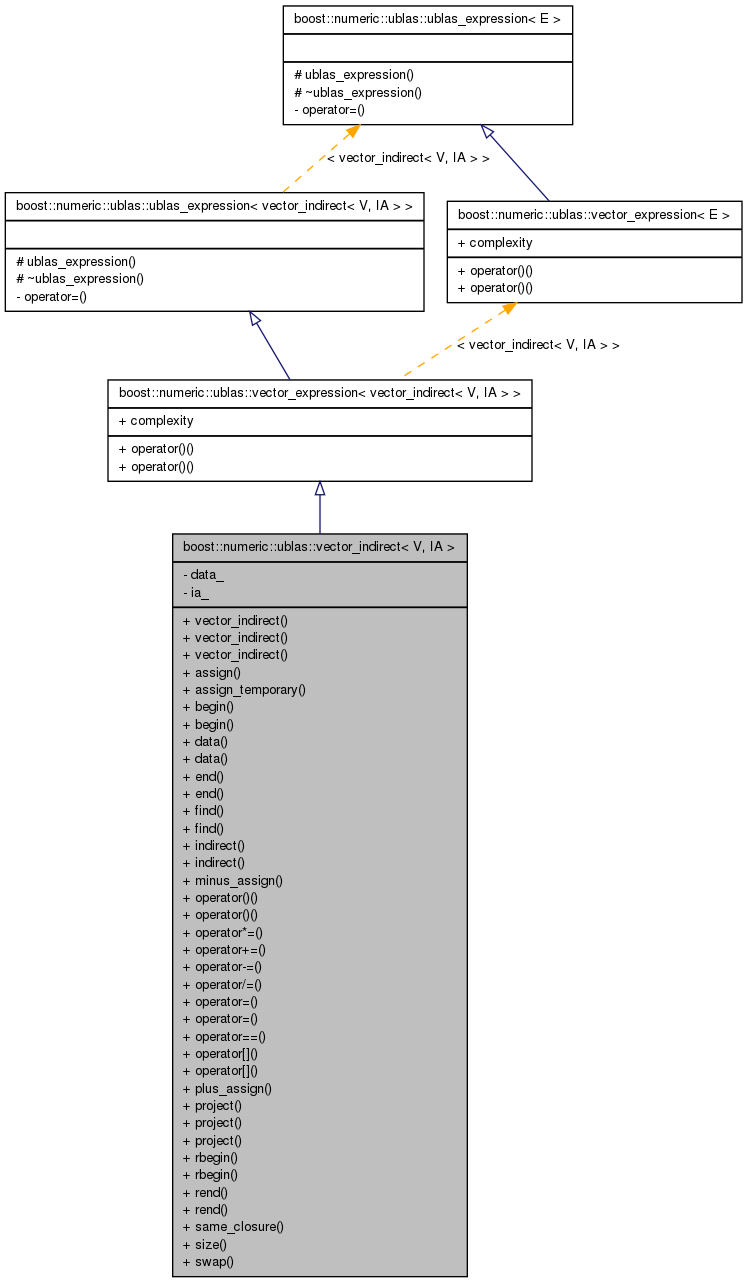 boost::numeric::ublas::ublas_expression< E >
# ublas_expression()
# ~ublas_expression()
- operator=()
< vector_indirect< V, IA > >
boost::numeric::ublas::ublas_expression< vector_indirect< V, IA > >
# ublas_expression()
# ~ublas_expression()
- operator=()
boost::numeric::ublas::vector_expression< E >
+ complexity
+ operator()()
+ operator()()
< vector_indirect< V, IA > >
boost::numeric::ublas::vector_expression< vector_indirect< V, IA > >
+ complexity
+ operator()()
+ operator()()
boost::numeric::ublas::vector_indirect< V, IA >
- data_
- ia_
+ vector_indirect()
+ vector_indirect()
+ vector_indirect()
+ assign()
+ assign_temporary()
+ begin()
+ begin()
+ data()
+ data()
+ end()
+ end()
+ find()
+ find()
+ indirect()
+ indirect()
+ minus_assign()
+ operator()()
+ operator()()
+ operator*=()
+ operator+=()
+ operator-=()
+ operator/=()
+ operator=()
+ operator=()
+ operator==()
+ operator[]()
+ operator[]()
+ plus_assign()
+ project()
+ project()
+ project()
+ rbegin()
+ rbegin()
+ rend()
+ rend()
+ same_closure()
+ size()
+ swap()